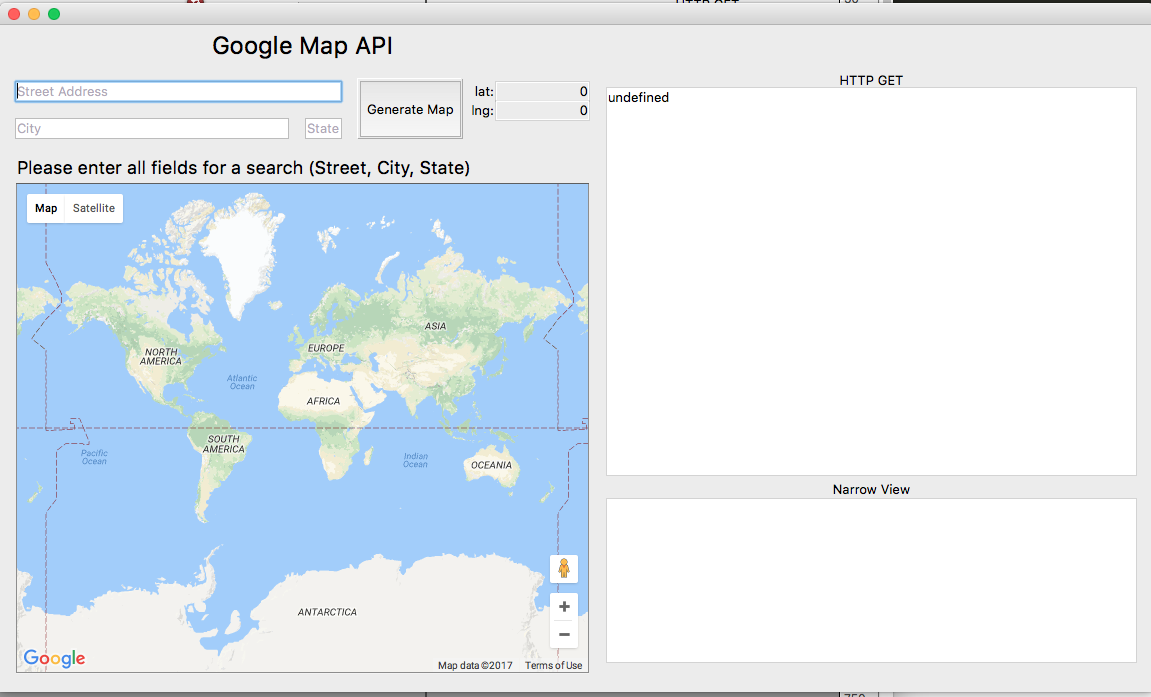 HTTP GET
Google Map API
Street Address
City
State
Generate Map
lat: 0
lng: 0
Please enter all fields for a search (Street, City, State)
Map
Satellite
NORTH
AMERICA
Atlantic
Ocean
EUROPE
ASIA
AFRICA
SOUTH
AMERICA
Pacific
Ocean
Indian
Ocean
OCEANIA
ANTARCTICA
+
−
Google
Map data ©2017
Terms of Use
HTTP GET
undefined
Narrow View